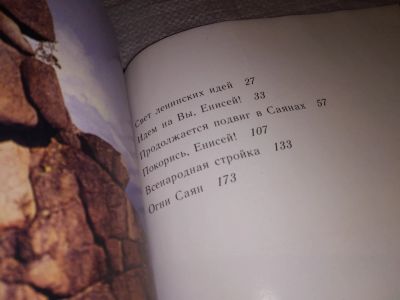 Свет ленинских идей 27
Идем на Вы, Енисей! 33
Продолжается подвиг в Саянах 57
Покорись, Енисей! 107
Всенародная стройка 133
Огни Саян 173